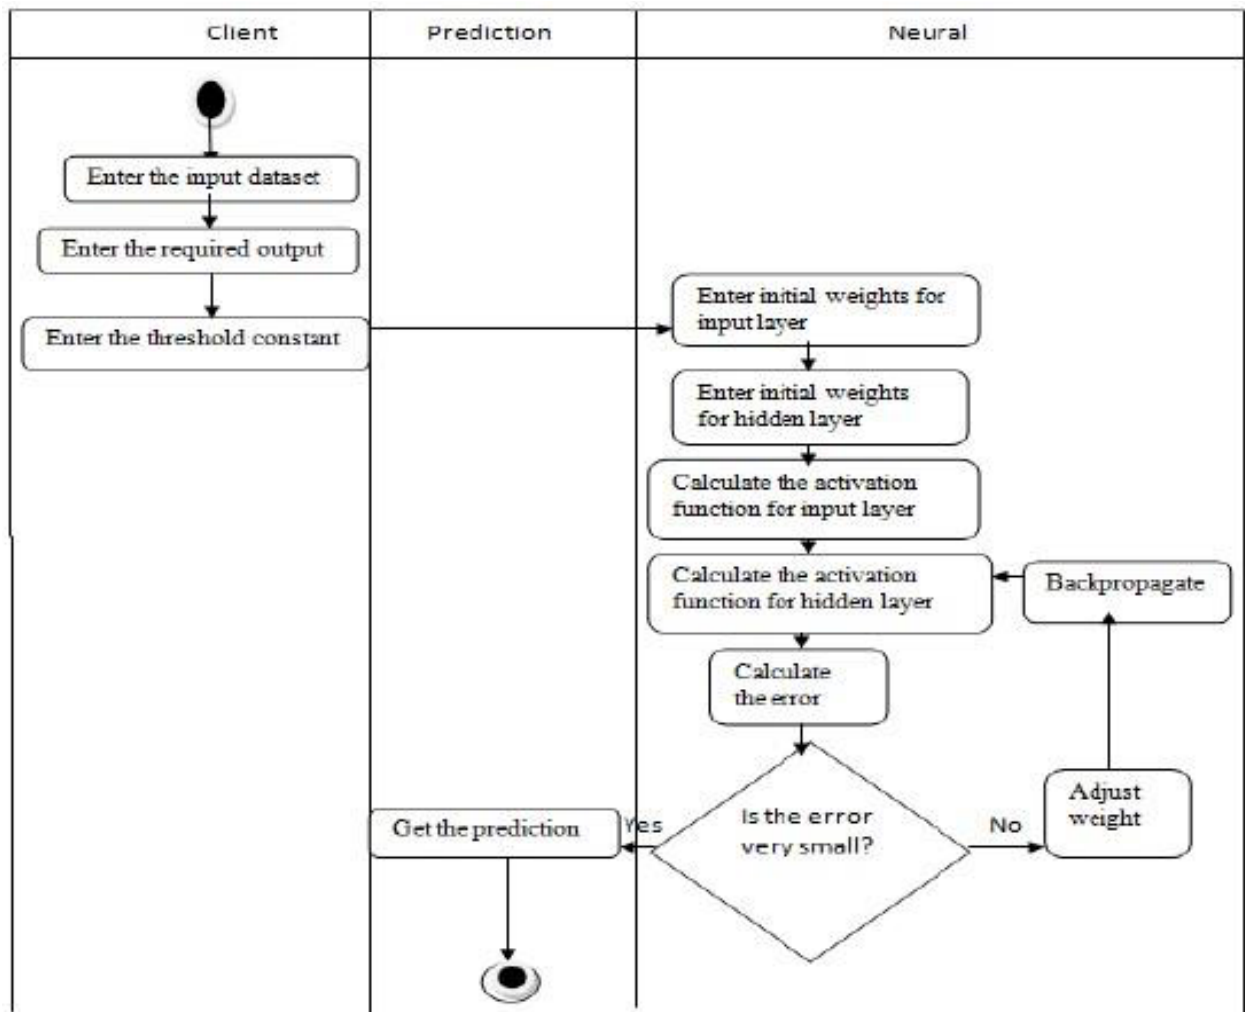 Client
Prediction
Neural
Enter the input dataset
Enter the required output
Enter the threshold constant
Enter initial weights for
input layer
Enter initial weights
for hidden layer
Calculate the activation
function for input layer
Calculate the activation
function for hidden layer
Backpropagate
Calculate
the error
Is the error
very small?
Yes
No
Adjust
weight
Get the prediction